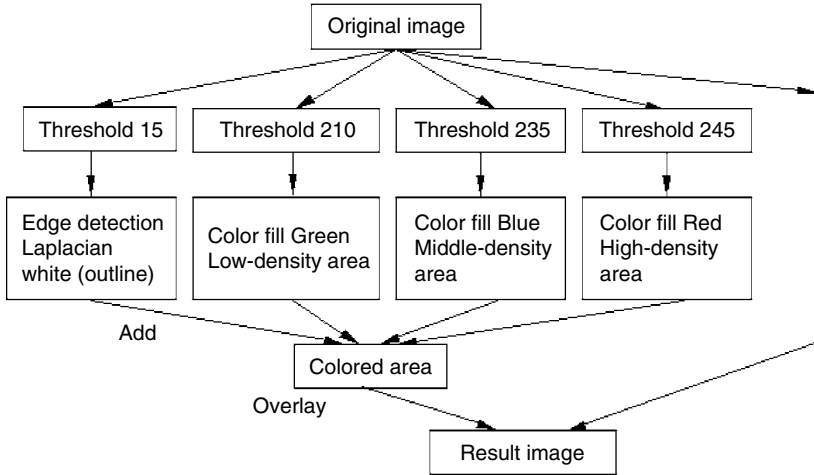 Original image
Threshold 15
Threshold 210
Threshold 235
Threshold 245
Edge detection
Laplacian
white (outline)
Color fill Green
Low-density area
Color fill Blue
Middle-density
area
Color fill Red
High-density
area
Add
Colored area
Overlay
Result image